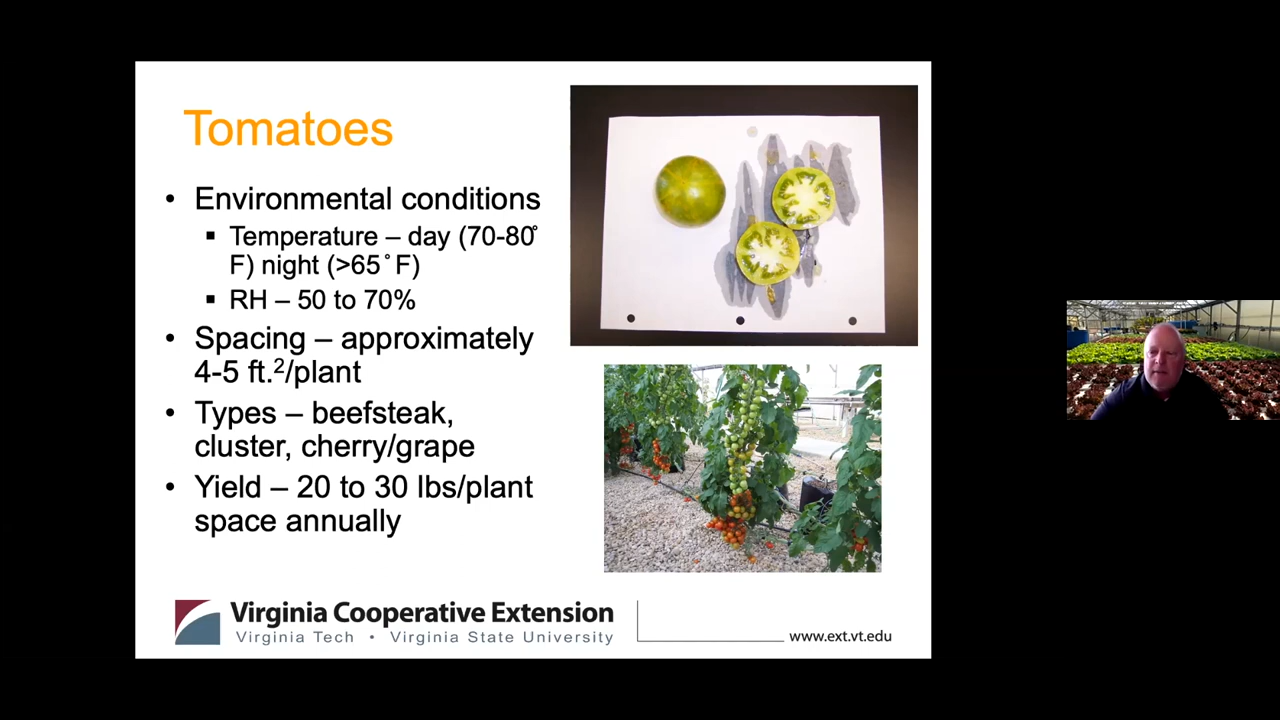 Tomatoes
• Environmental conditions
▪ Temperature – day (70-80°
F) night (>65°F)
▪ RH – 50 to 70%
• Spacing – approximately
4-5 ft.²/plant
• Types – beefsteak,
cluster, cherry/grape
• Yield – 20 to 30 lbs/plant
space annually
Virginia Cooperative Extension
Virginia Tech • Virginia State University
www.ext.vt.edu